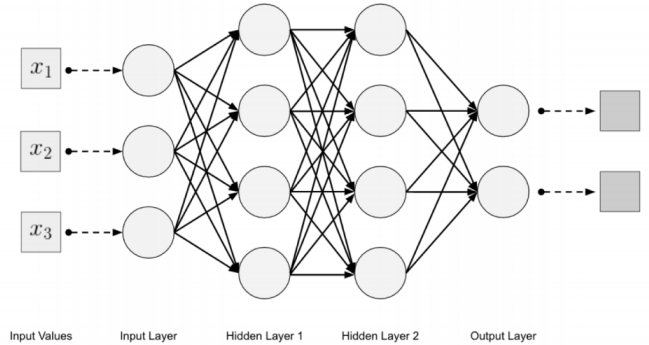 x₁
x₂
x₃
Input Values Input Layer Hidden Layer 1 Hidden Layer 2 Output Layer